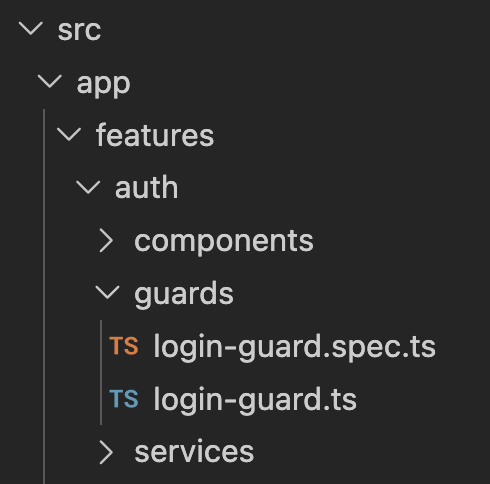 src
app
features
auth
components
guards
TS login-guard.spec.ts
TS login-guard.ts
services